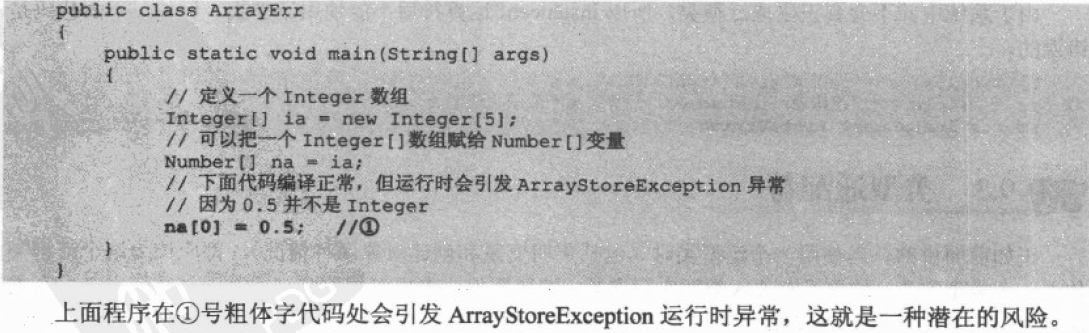 public class ArrayErr
{
public static void main(String[] args)
{
// 定义一个 Integer 数组
Integer[] ia = new Integer[5];
// 可以把一个 Integer[]数组赋给 Number[]变量
Number[] na = ia;
// 下面代码编译正常，但运行时会引发 ArrayStoreException 异常
// 因为 0.5 并不是 Integer
na[0] = 0.5; //①
}
上面程序在①号粗体字代码处会引发 ArrayStoreException 运行时异常，这就是一种潜在的风险。